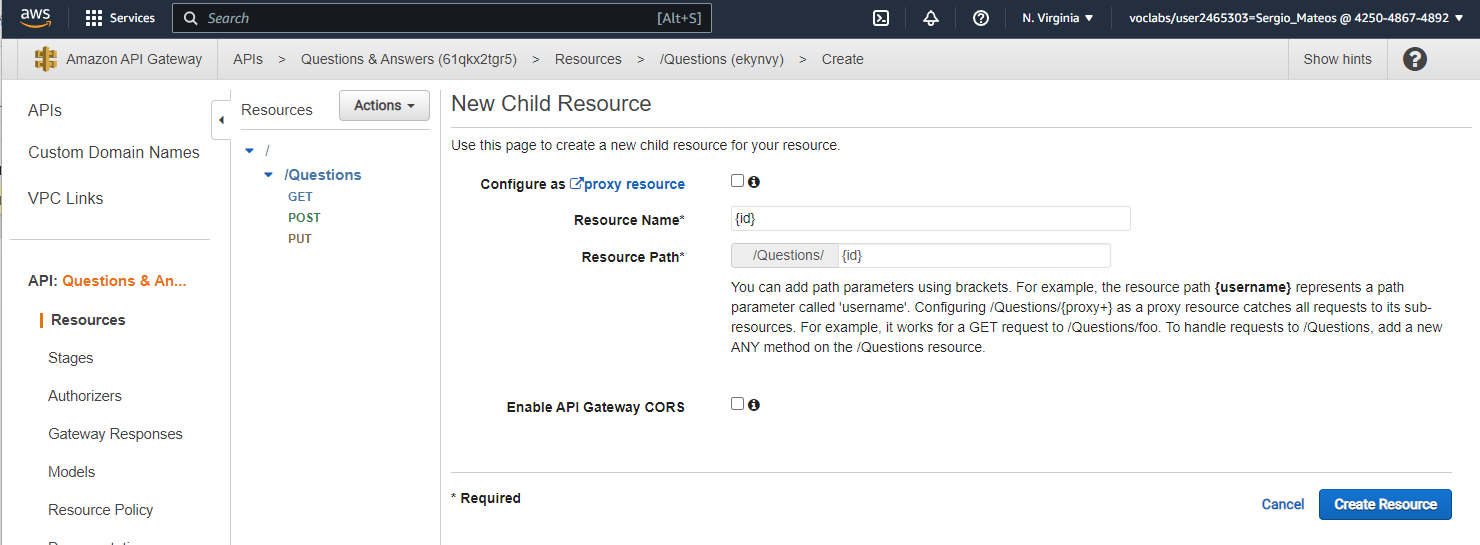 aws Services Search [Alt+S] N. Virginia voclabs/user2465303=Sergio_Mateos @ 4250-4867-4892
Amazon API Gateway APIs > Questions & Answers (61qkx2tgr5) > Resources > /Questions (ekynvy) > Create Show hints
APIs
Custom Domain Names
VPC Links
API: Questions & An...
Resources
Stages
Authorizers
Gateway Responses
Models
Resource Policy
Resources Actions
/
/Questions
GET
POST
PUT
New Child Resource
Use this page to create a new child resource for your resource.
Configure as proxy resource
Resource Name* {id}
Resource Path* /Questions/ {id}
You can add path parameters using brackets. For example, the resource path {username} represents a path
parameter called 'username'. Configuring /Questions/{proxy+} as a proxy resource catches all requests to its sub-
resources. For example, it works for a GET request to /Questions/foo. To handle requests to /Questions, add a new
ANY method on the /Questions resource.
Enable API Gateway CORS
* Required
Cancel Create Resource